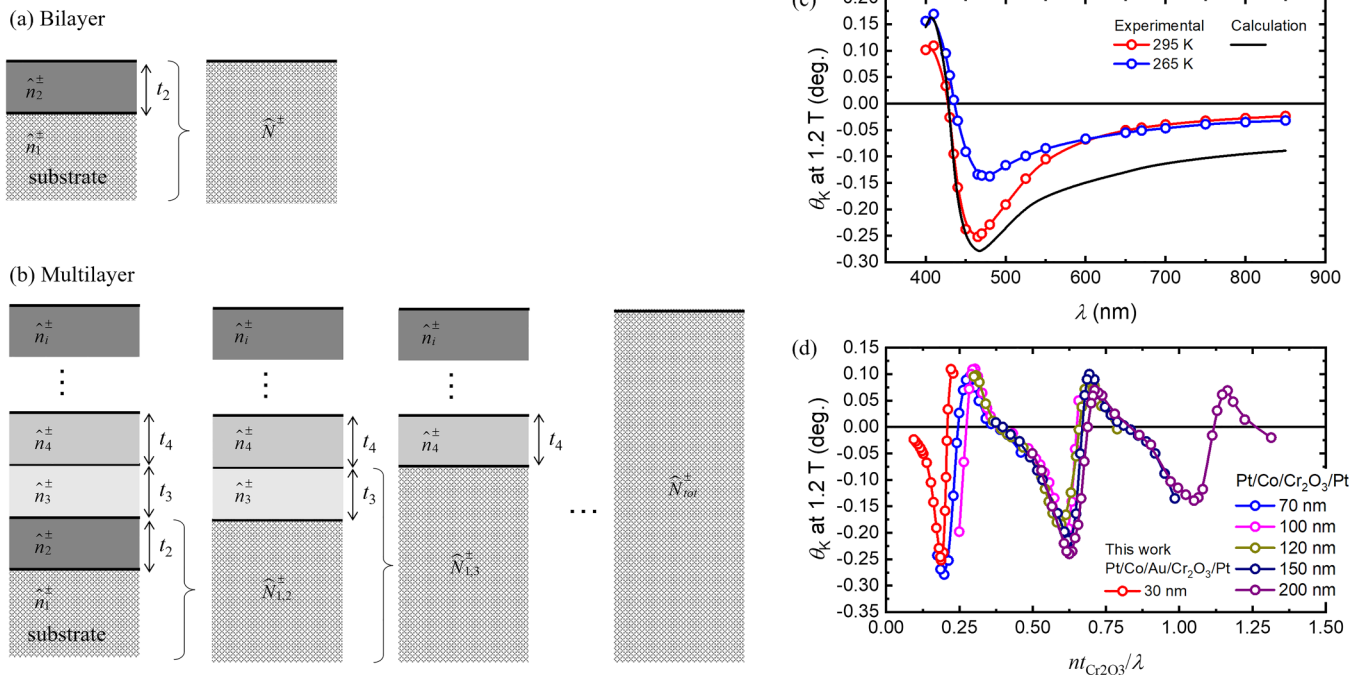 (a) Bilayer
n̂₂^±
t₂
n̂₁^±
substrate
N̂^±
(b) Multilayer
n̂ᵢ^±
n̂ᵢ^±
n̂ᵢ^±
⋮
⋮
⋮
n̂₄^±
t₄
n̂₄^±
t₄
n̂₄^±
t₄
n̂₃^±
t₃
n̂₃^±
t₃
n̂₂^±
t₂
n̂₁^±
substrate
N̂₁,₂^±
N̂₁,₃^±
...
N̂_tot^±
(c)
θ_K at 1.2 T (deg.)
0.20
0.15
0.10
0.05
0.00
-0.05
-0.10
-0.15
-0.20
-0.25
-0.30
Experimental
295 K
265 K
Calculation
400 500 600 700 800 900
λ (nm)
(d)
θ_K at 1.2 T (deg.)
0.15
0.10
0.05
0.00
-0.05
-0.10
-0.15
-0.20
-0.25
-0.30
-0.35
This work
Pt/Co/Au/Cr₂O₃/Pt
30 nm
Pt/Co/Cr₂O₃/Pt
70 nm
100 nm
120 nm
150 nm
200 nm
0.00 0.25 0.50 0.75 1.00 1.25 1.50
nt_Cr2O3/λ